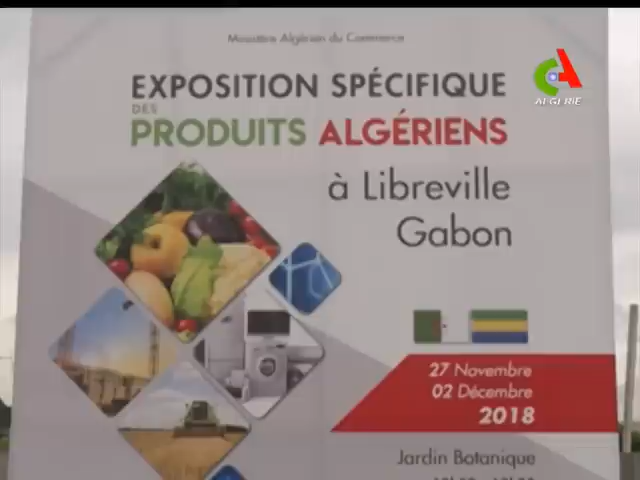 Ministère Algérien du Commerce
EXPOSITION SPÉCIFIQUE
DES
PRODUITS ALGÉRIENS
à Libreville
Gabon
27 Novembre
02 Décembre
2018
Jardin Botanique
ALGERIE